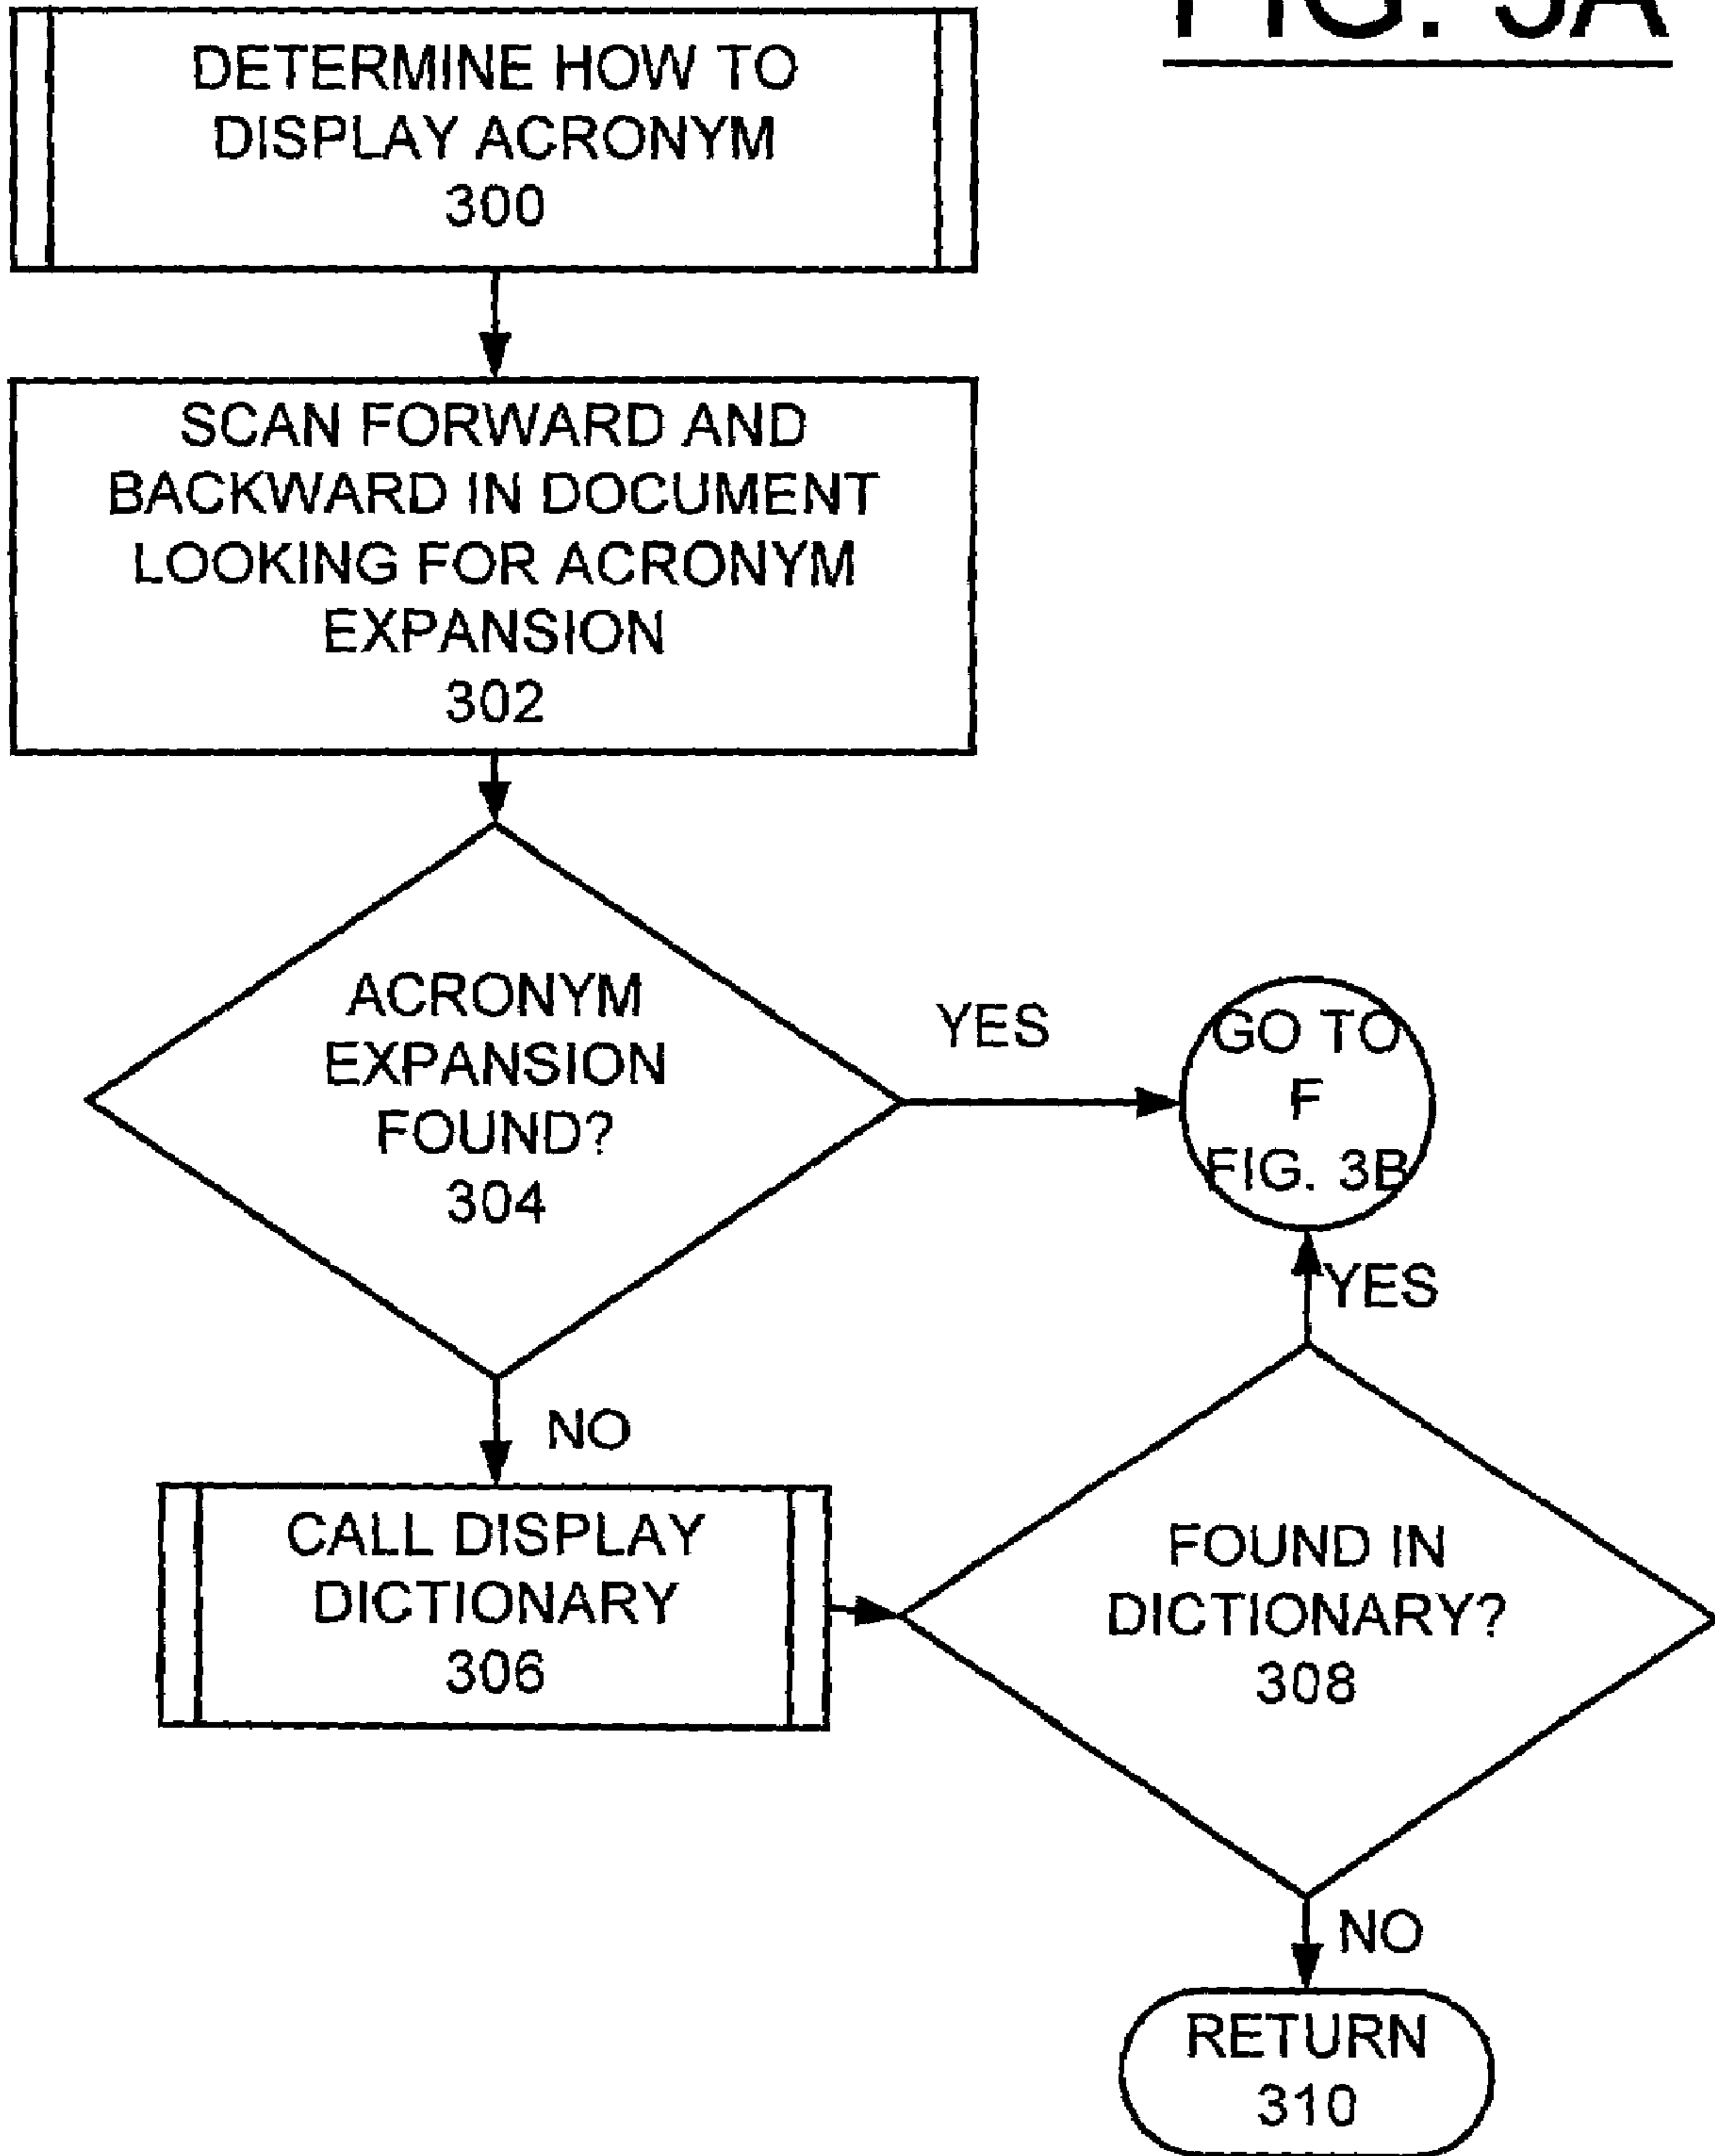 FIG. 3A
DETERMINE HOW TO
DISPLAY ACRONYM
300
SCAN FORWARD AND
BACKWARD IN DOCUMENT
LOOKING FOR ACRONYM
EXPANSION
302
ACRONYM
EXPANSION
FOUND?
304
YES
GO TO
F
FIG. 3B
YES
NO
CALL DISPLAY
DICTIONARY
306
FOUND IN
DICTIONARY?
308
NO
RETURN
310